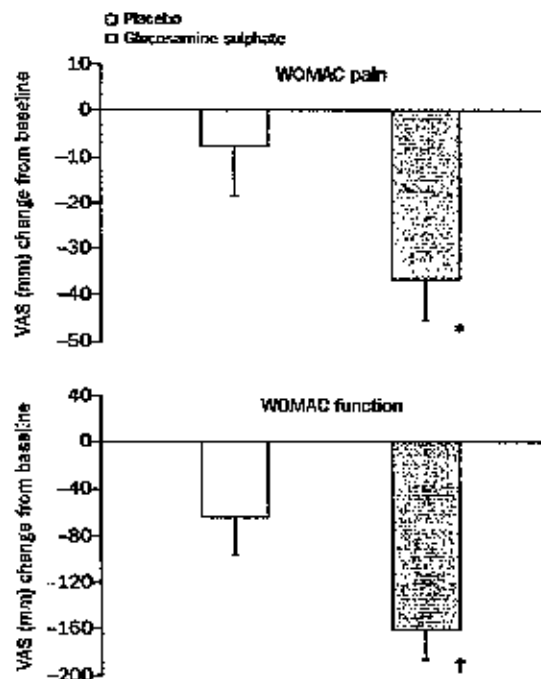 Placebo
Glucosamine sulphate
WOMAC pain
VAS (mm) change from baseline
10
0
−10
−20
−30
−40
−50
*
WOMAC function
VAS (mm) change from baseline
40
0
−40
−80
−120
−160
−200
†